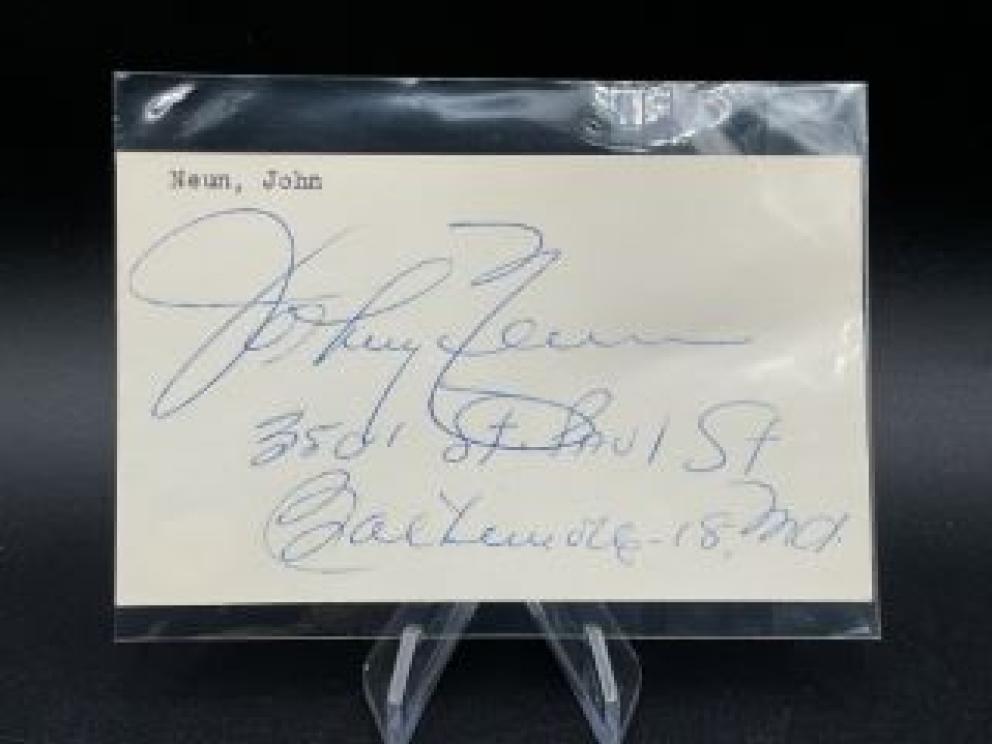 Neun, John
Johnny Neun
3501 St. Paul St
Baltimore-18, Md.